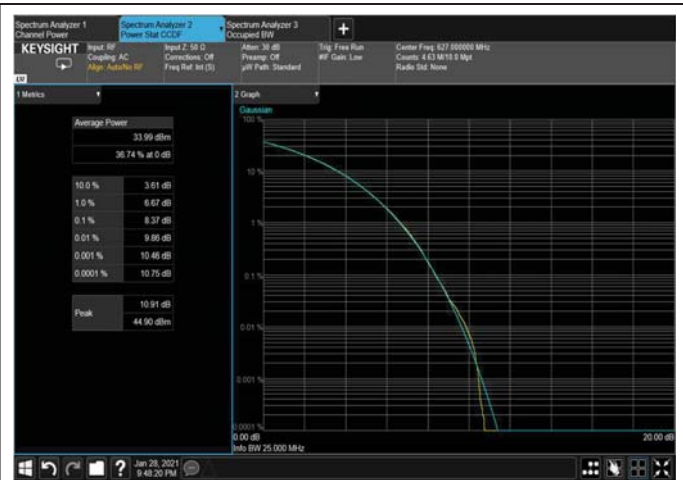 Spectrum Analyzer 1
Channel Power
Spectrum Analyzer 2
Power Stat CCDF
Spectrum Analyzer 3
Occupied BW
+
KEYSIGHT
Input: RF
Coupling: AC
Align: Auto/No RF
Input Z: 50 Ω
Corrections: Off
Freq Ref: Int (S)
Atten: 30 dB
Preamp: Off
µW Path: Standard
Trig: Free Run
#IF Gain: Low
Center Freq: 627.000000 MHz
Counts: 4.63 M/10.0 Mpt
Radio Std: None
LXI
1 Metrics
Average Power
33.99 dBm
36.74 % at 0 dB
10.0 % 3.61 dB
1.0 % 6.67 dB
0.1 % 8.37 dB
0.01 % 9.86 dB
0.001 % 10.46 dB
0.0001 % 10.75 dB
Peak
10.91 dB
44.90 dBm
2 Graph
Gaussian
100 %
10 %
1 %
0.1 %
0.01 %
0.001 %
0.0001 %
0.00 dB
20.00 dB
Info BW 25.000 MHz
?
Jan 28, 2021
9:48:20 PM